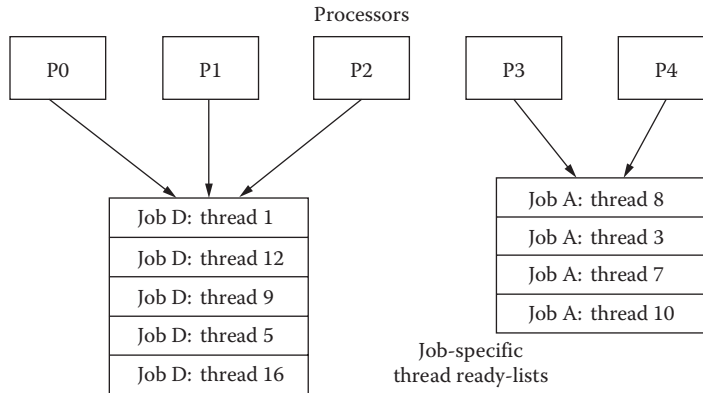 Processors
P0
P1
P2
P3
P4
Job D: thread 1
Job D: thread 12
Job D: thread 9
Job D: thread 5
Job D: thread 16
Job A: thread 8
Job A: thread 3
Job A: thread 7
Job A: thread 10
Job-specific
thread ready-lists